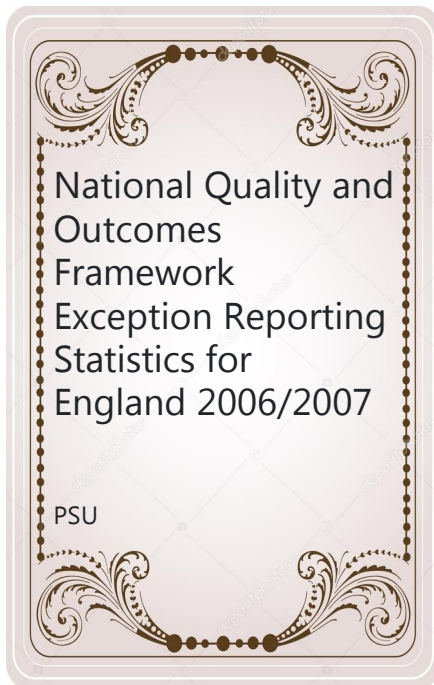 National Quality and
Outcomes
Framework
Exception Reporting
Statistics for
England 2006/2007
PSU